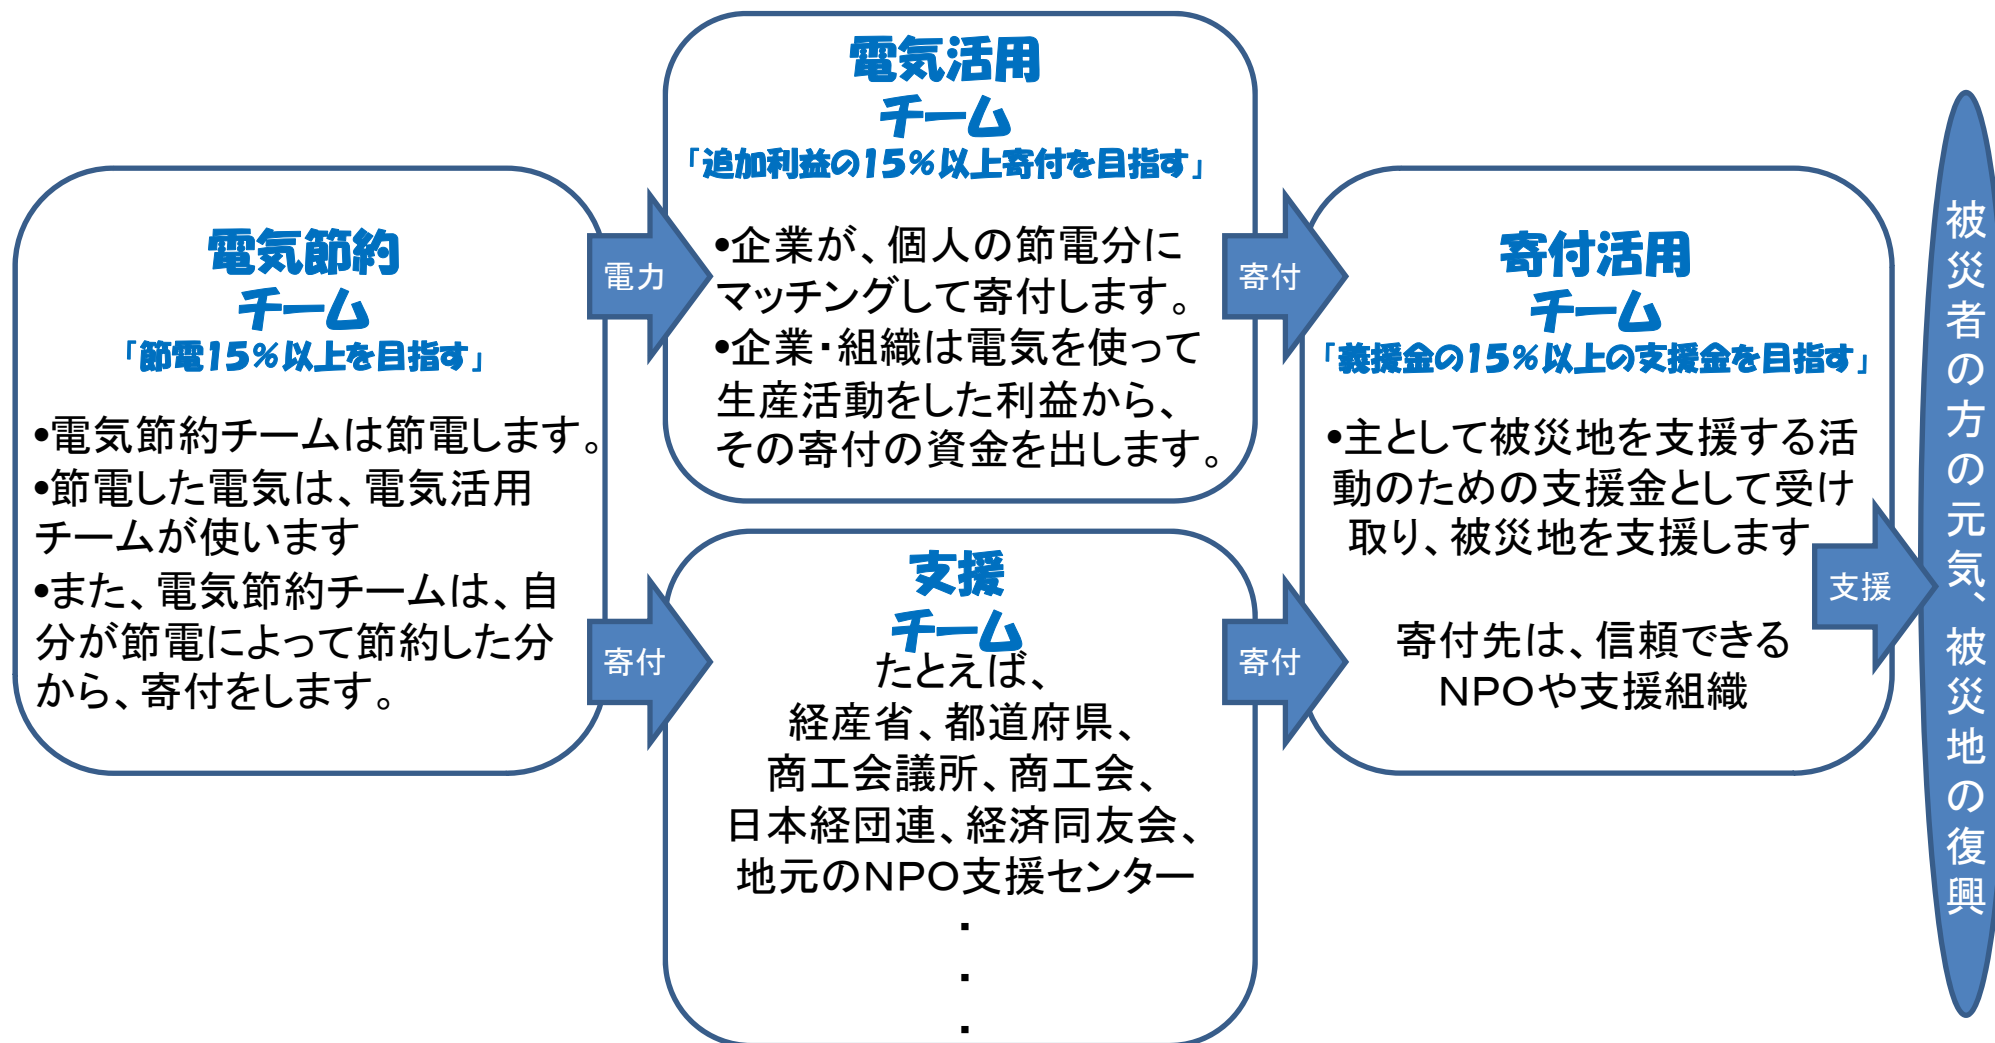 電気節約
チーム
「節電15%以上を目指す」
•電気節約チームは節電します。
•節電した電気は、電気活用
チームが使います
•また、電気節約チームは、自
分が節電によって節約した分
から、寄付をします。
電力
寄付
電気活用
チーム
「追加利益の15%以上寄付を目指す」
•企業が、個人の節電分に
マッチングして寄付します。
•企業・組織は電気を使って
生産活動をした利益から、
その寄付の資金を出します。
支援
チーム
たとえば、
経産省、都道府県、
商工会議所、商工会、
日本経団連、経済同友会、
地元のNPO支援センター
・
・
・
寄付
寄付
寄付活用
チーム
「義援金の15%以上の支援金を目指す」
•主として被災地を支援する活
動のための支援金として受け
取り、被災地を支援します
寄付先は、信頼できる
NPOや支援組織
支援
被災者の方の元気、被災地の復興